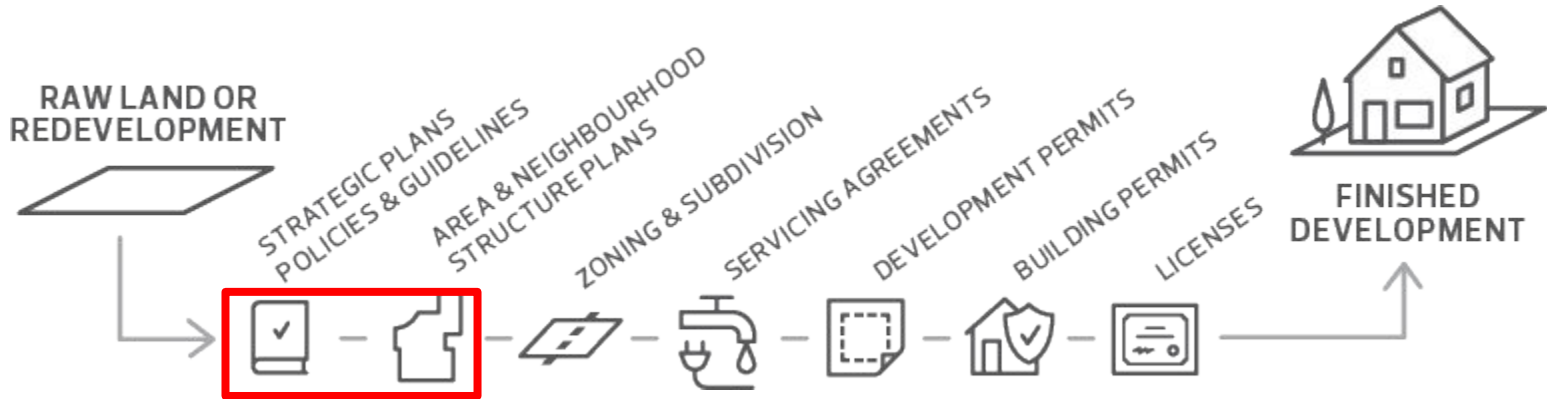 RAW LAND OR
REDEVELOPMENT
STRATEGIC PLANS
POLICIES & GUIDELINES
AREA & NEIGHBOURHOOD
STRUCTURE PLANS
ZONING & SUBDIVISION
SERVICING AGREEMENTS
DEVELOPMENT PERMITS
BUILDING PERMITS
LICENSES
FINISHED
DEVELOPMENT